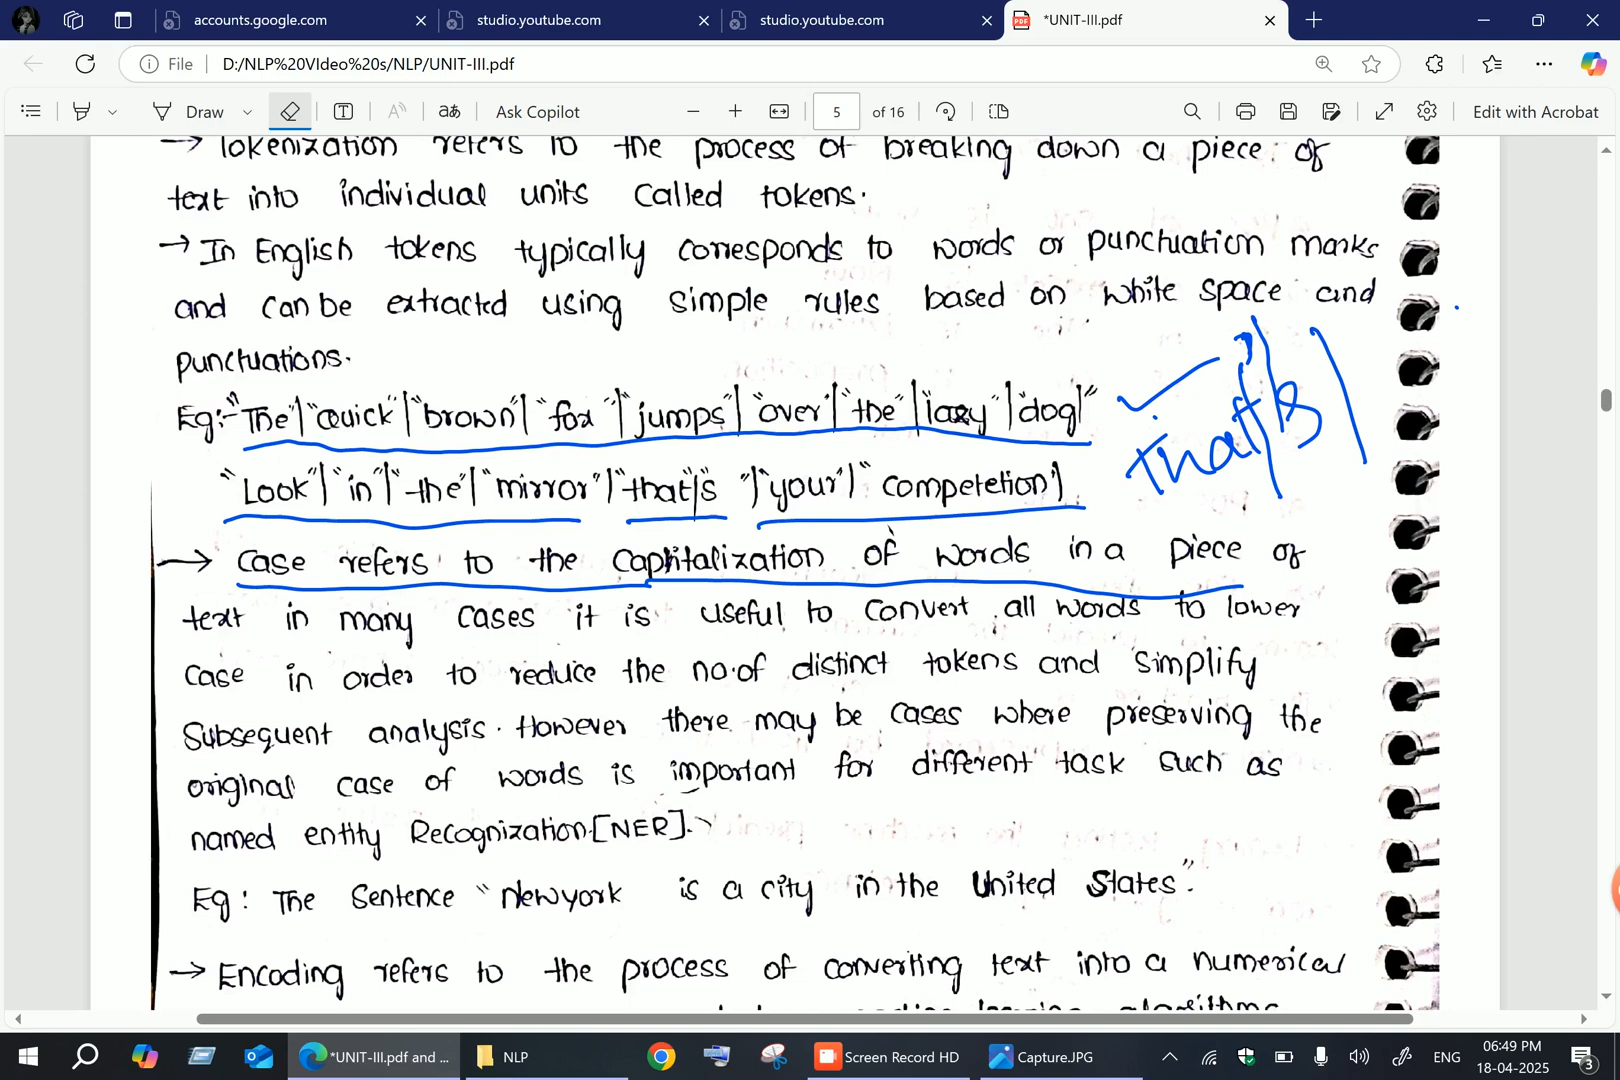 accounts.google.com
studio.youtube.com
studio.youtube.com
*UNIT-III.pdf
File
D:/NLP%20VIdeo%20s/NLP/UNIT-III.pdf
Draw
aあ
Ask Copilot
5
of 16
Edit with Acrobat
→ Tokenization refers to the process of breaking down a piece of
text into individual units called tokens.
→ In English tokens typically corresponds to words or punctuation marks
and can be extracted using simple rules based on white space and
punctuations.
Eg:- "The|"Quick"|"brown"|"fox"|"jumps"|"over"|"the"|"lazy"|"dog|"
"Look"|"in"|"the"|"mirror"|"that|s"|"your"|"competetion|
that|'|s|
→ Case refers to the capitalization of words in a piece of
text in many cases it is useful to convert all words to lower
case in order to reduce the no.of distinct tokens and simplify
Subsequent analysis. However there may be cases where preserving the
original case of words is important for different task such as
named entity Recognization.[NER].
Eg: The Sentence "Newyork is a city in the United States".
→ Encoding refers to the process of converting text into a numerical
learning algorithms
*UNIT-III.pdf and ...
NLP
Screen Record HD
Capture.JPG
ENG
06:49 PM
18-04-2025
3